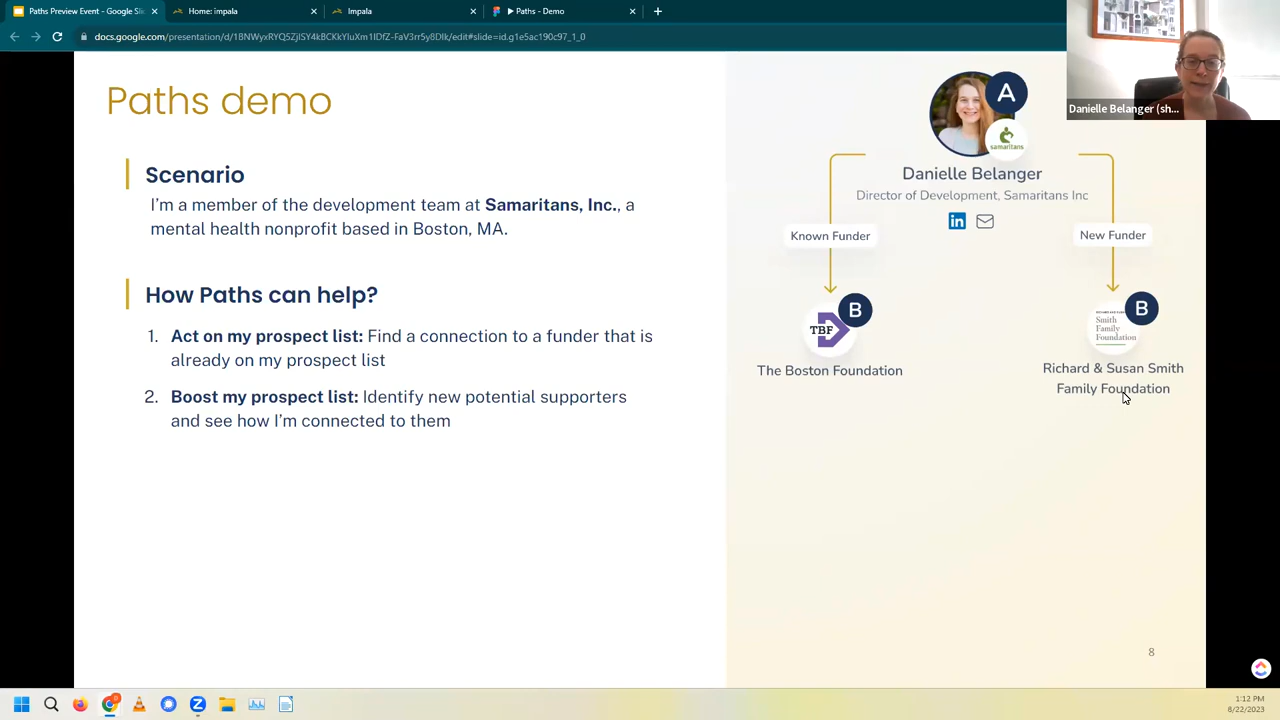 Paths Preview Event - Google Sli
Home: impala
Impala
Paths - Demo
docs.google.com/presentation/d/18NWyxRYQ5ZjlSY4kBCKkYluXm1lDfZ-FaV3rr5y8Dlk/edit#slide=id.g1e5ac190c97_1_0
Danielle Belanger (sh...
Paths demo
Scenario
I'm a member of the development team at Samaritans, Inc., a
mental health nonprofit based in Boston, MA.
How Paths can help?
1. Act on my prospect list: Find a connection to a funder that is
already on my prospect list
2. Boost my prospect list: Identify new potential supporters
and see how I'm connected to them
A
samaritans
Danielle Belanger
Director of Development, Samaritans Inc
in
Known Funder
New Funder
B
TBF
The Boston Foundation
B
Smith
Family
Foundation
Richard & Susan Smith
Family Foundation
8
1:12 PM
8/22/2023